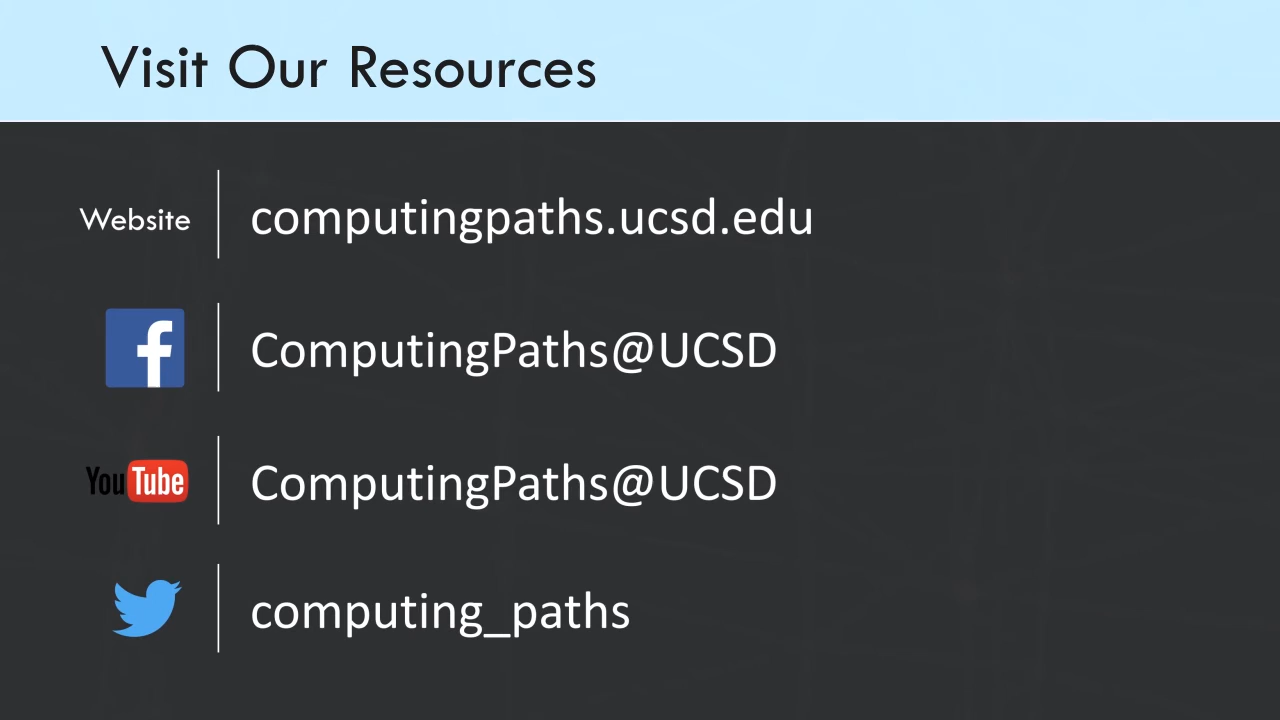 Visit Our Resources
Website
computingpaths.ucsd.edu
f
ComputingPaths@UCSD
YouTube
ComputingPaths@UCSD
computing_paths